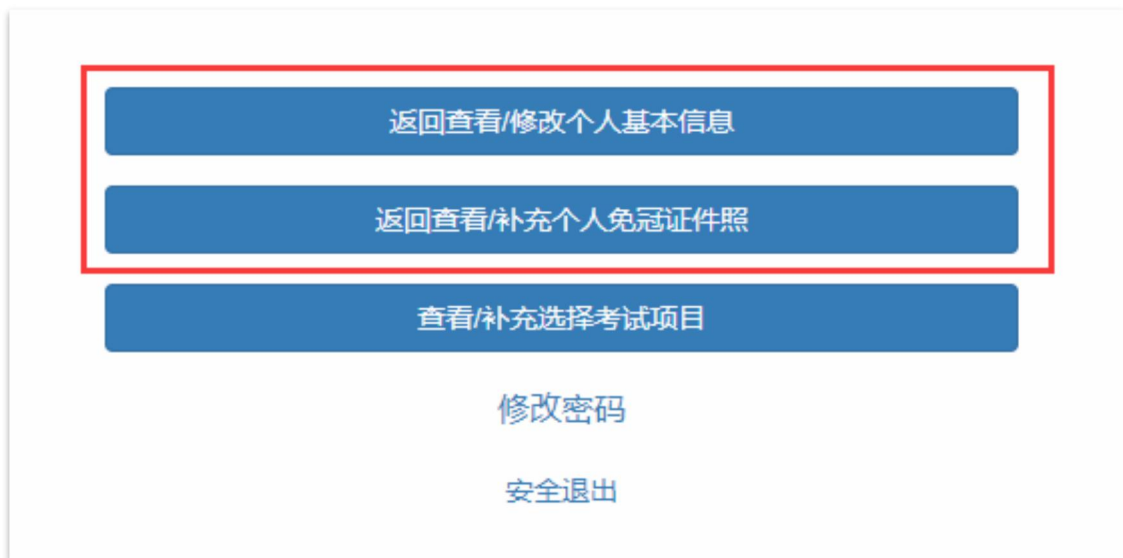 返回查看/修改个人基本信息
返回查看/补充个人免冠证件照
查看/补充选择考试项目
修改密码
安全退出